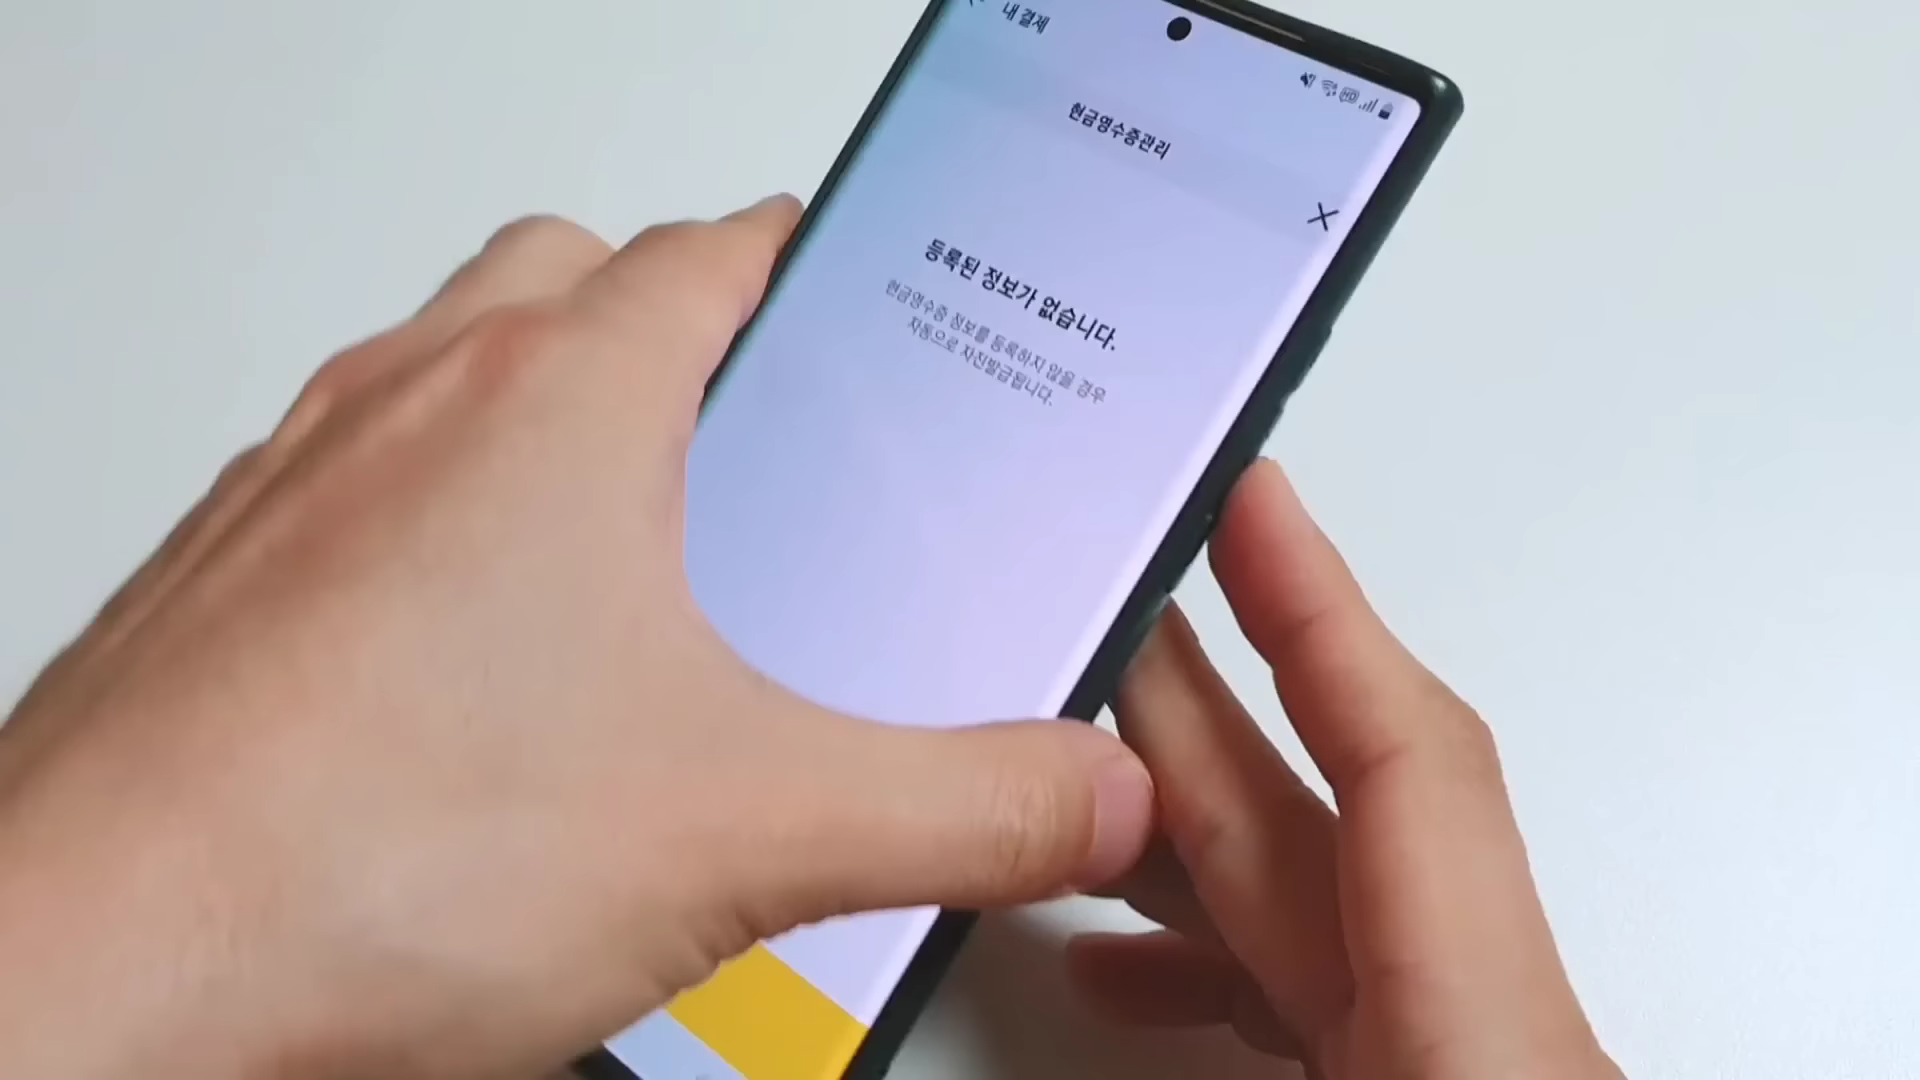 내 결제
현금영수증관리
등록된 정보가 없습니다.
현금영수증 정보를 등록하지 않을 경우
자동으로 자진발급됩니다.